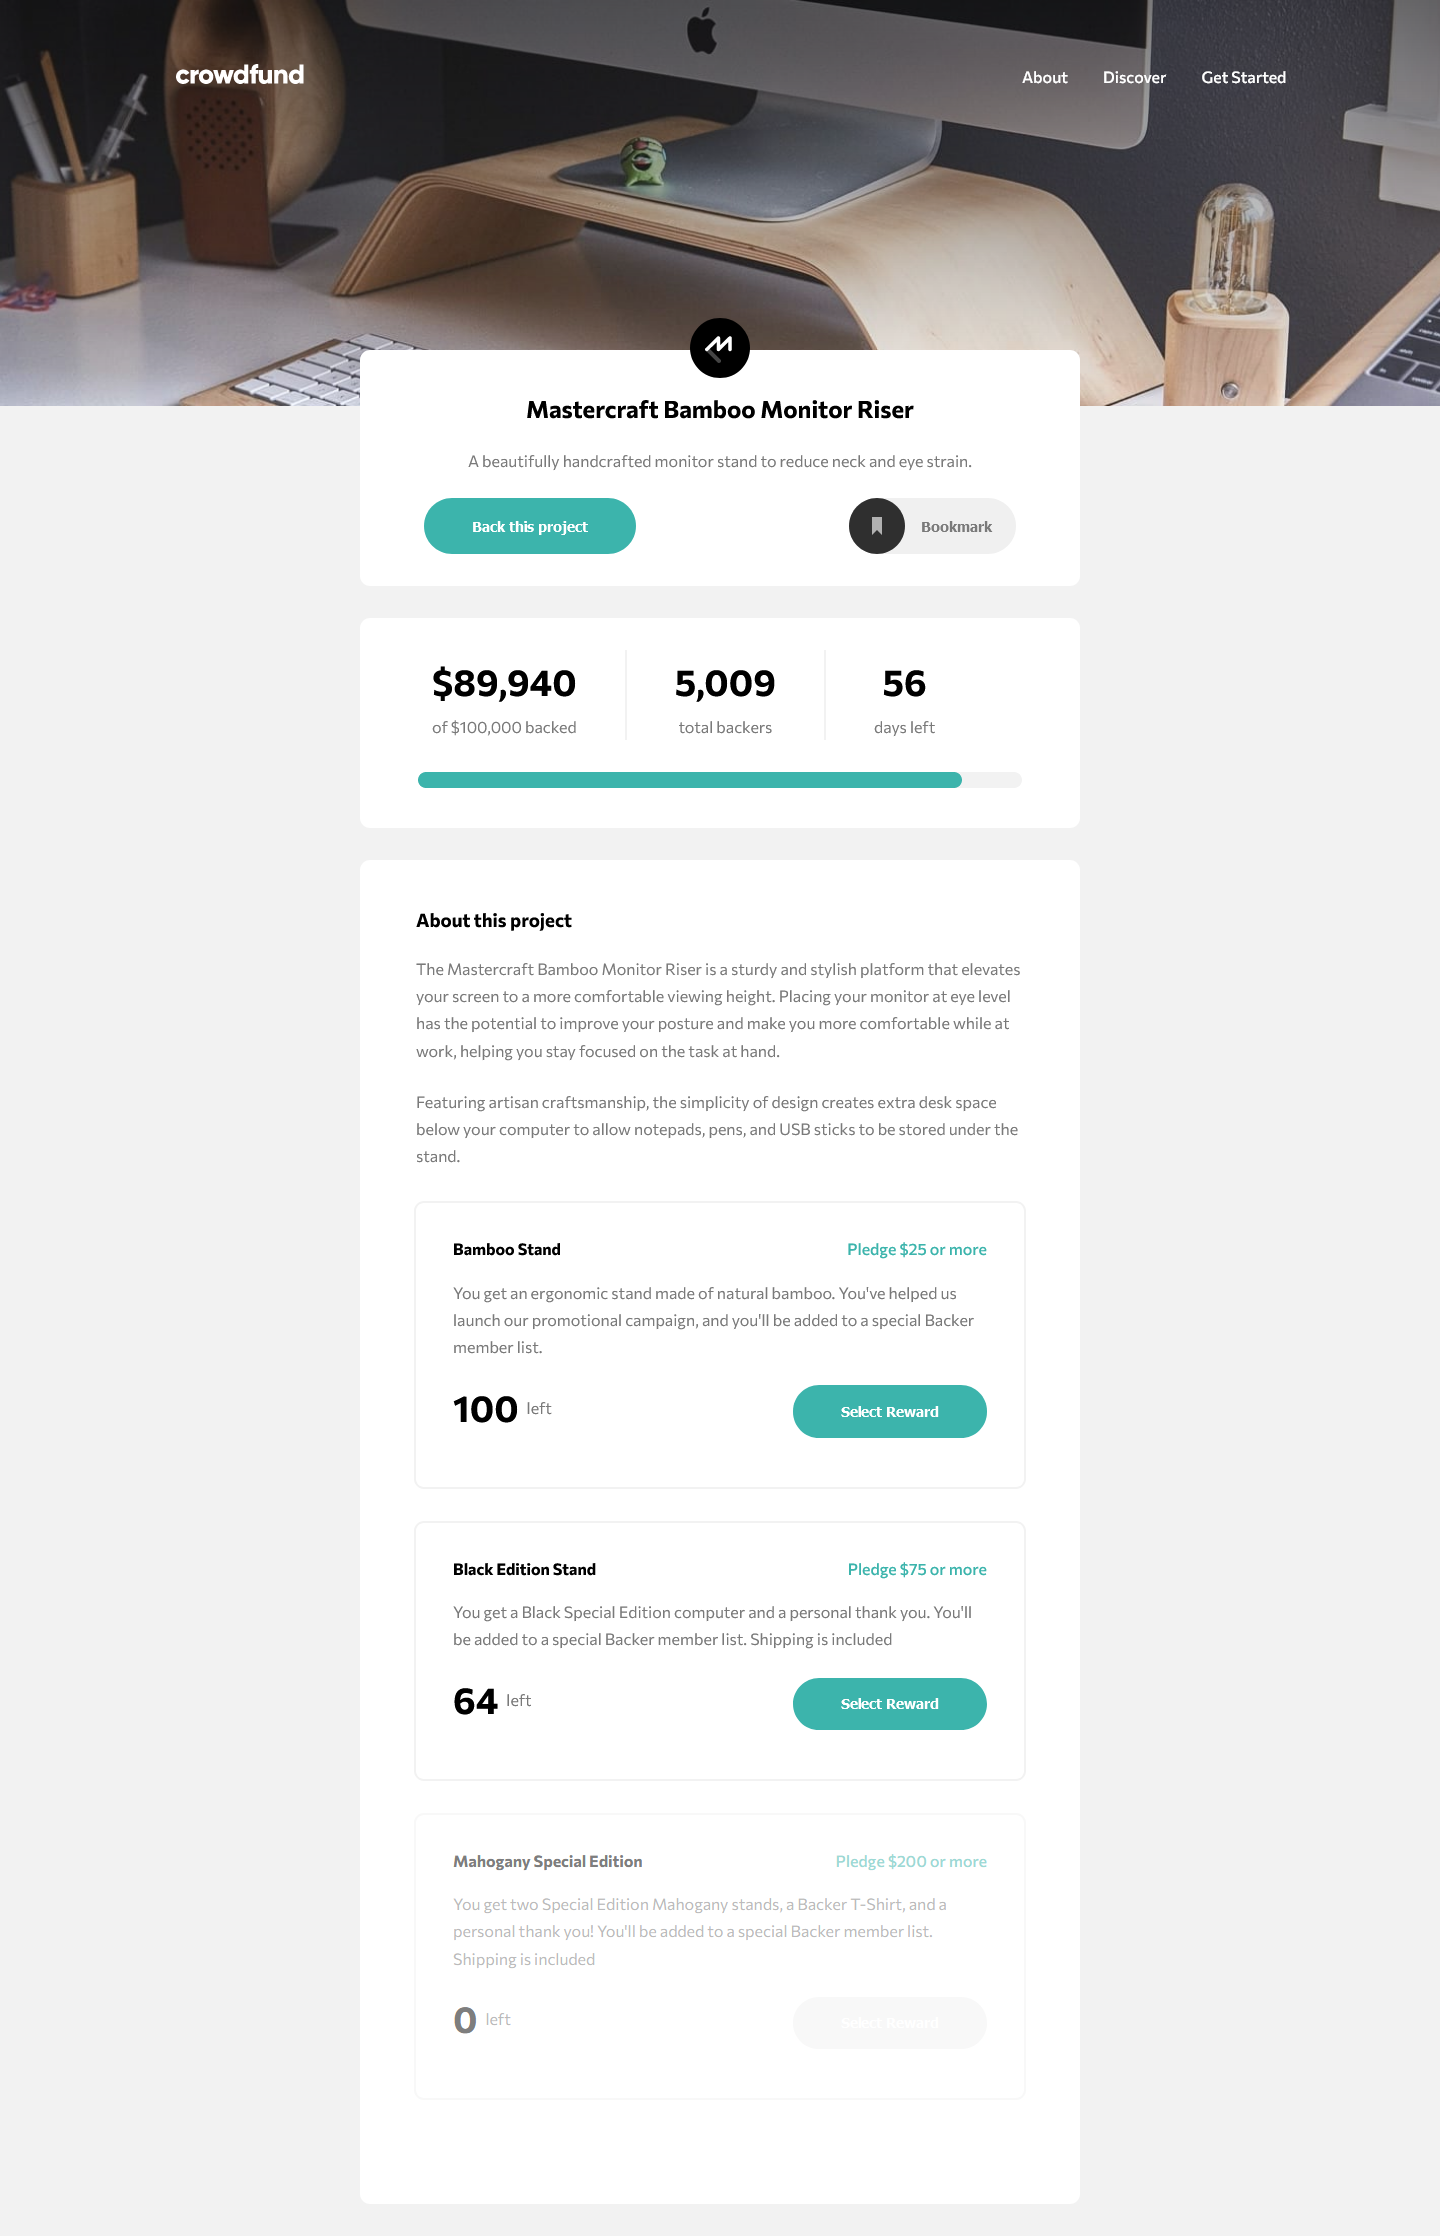 crowdfund
About Discover Get Started
Mastercraft Bamboo Monitor Riser
A beautifully handcrafted monitor stand to reduce neck and eye strain.
Back this project
Bookmark
$89,940
of $100,000 backed
5,009
total backers
56
days left
About this project
The Mastercraft Bamboo Monitor Riser is a sturdy and stylish platform that elevates
your screen to a more comfortable viewing height. Placing your monitor at eye level
has the potential to improve your posture and make you more comfortable while at
work, helping you stay focused on the task at hand.
Featuring artisan craftsmanship, the simplicity of design creates extra desk space
below your computer to allow notepads, pens, and USB sticks to be stored under the
stand.
Bamboo Stand
Pledge $25 or more
You get an ergonomic stand made of natural bamboo. You've helped us
launch our promotional campaign, and you'll be added to a special Backer
member list.
100 left
Select Reward
Black Edition Stand
Pledge $75 or more
You get a Black Special Edition computer and a personal thank you. You'll
be added to a special Backer member list. Shipping is included
64 left
Select Reward
Mahogany Special Edition
Pledge $200 or more
You get two Special Edition Mahogany stands, a Backer T-Shirt, and a
personal thank you! You'll be added to a special Backer member list.
Shipping is included
0 left
Select Reward